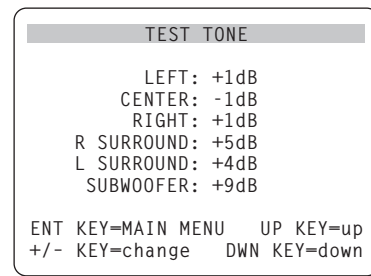 TEST TONE
LEFT: +1dB
CENTER: -1dB
RIGHT: +1dB
R SURROUND: +5dB
L SURROUND: +4dB
SUBWOOFER: +9dB
ENT KEY=MAIN MENU UP KEY=up
+/- KEY=change DWN KEY=down